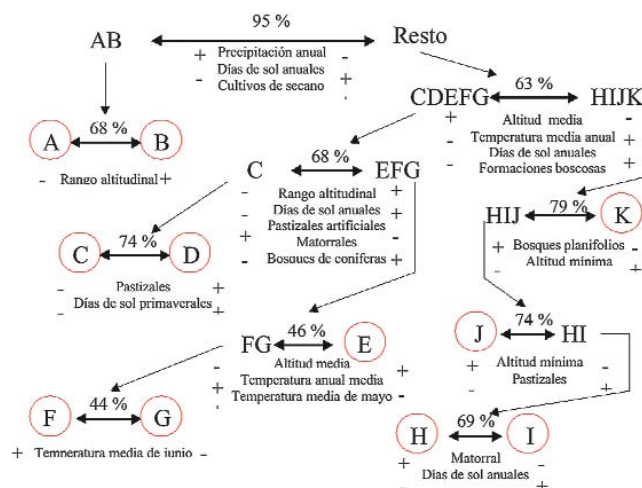 95 %
AB
Resto
+ Precipitación anual -
Días de sol anuales
- Cultivos de secano +
CDEFG 63 % HIJK
+
Altitud media -
- Temperatura media anual +
Días de sol anuales +
- Formaciones boscosas +
A 68 % B
- Rango altitudinal +
C 68 % EFG
- Rango altitudinal +
- Días de sol anuales +
+ Pastizales artificiales
Matorrales -
- Bosques de coníferas +
HIJ 79 % K
+ Bosques planifolios -
- Altitud mínima +
C 74 % D
- Pastizales +
- Días de sol primaverales +
FG 46 % E
- Altitud media +
+ Temperatura anual media -
Temperatura media de mayo -
J 74 % HI
+ Altitud mínima -
- Pastizales +
F 44 % G
+ Temneratura media de iunio -
H 69 % I
+ Matorral -
Días de sol anuales +